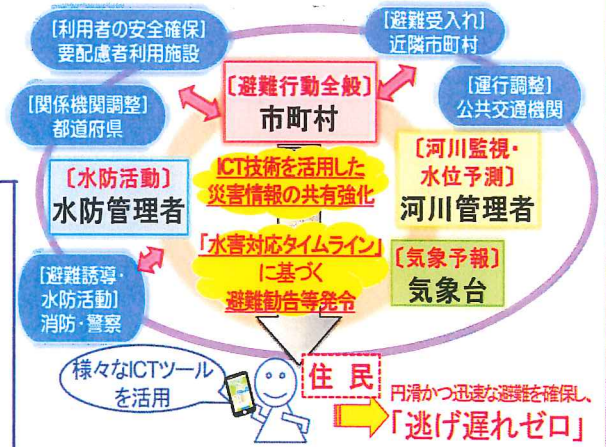 [利用者の安全確保]
要配慮者利用施設
[避難受入れ]
近隣市町村
[関係機関調整]
都道府県
〔避難行動全般〕
市町村
[運行調整]
公共交通機関
〔水防活動〕
水防管理者
ICT技術を活用した
災害情報の共有強化
〔河川監視・
水位予測〕
河川管理者
「水害対応タイムライン」
に基づく
避難勧告等発令
〔気象予報〕
気象台
[避難誘導・
水防活動]
消防・警察
様々なICTツール
を活用
住民
円滑かつ迅速な避難を確保し、
「逃げ遅れゼロ」